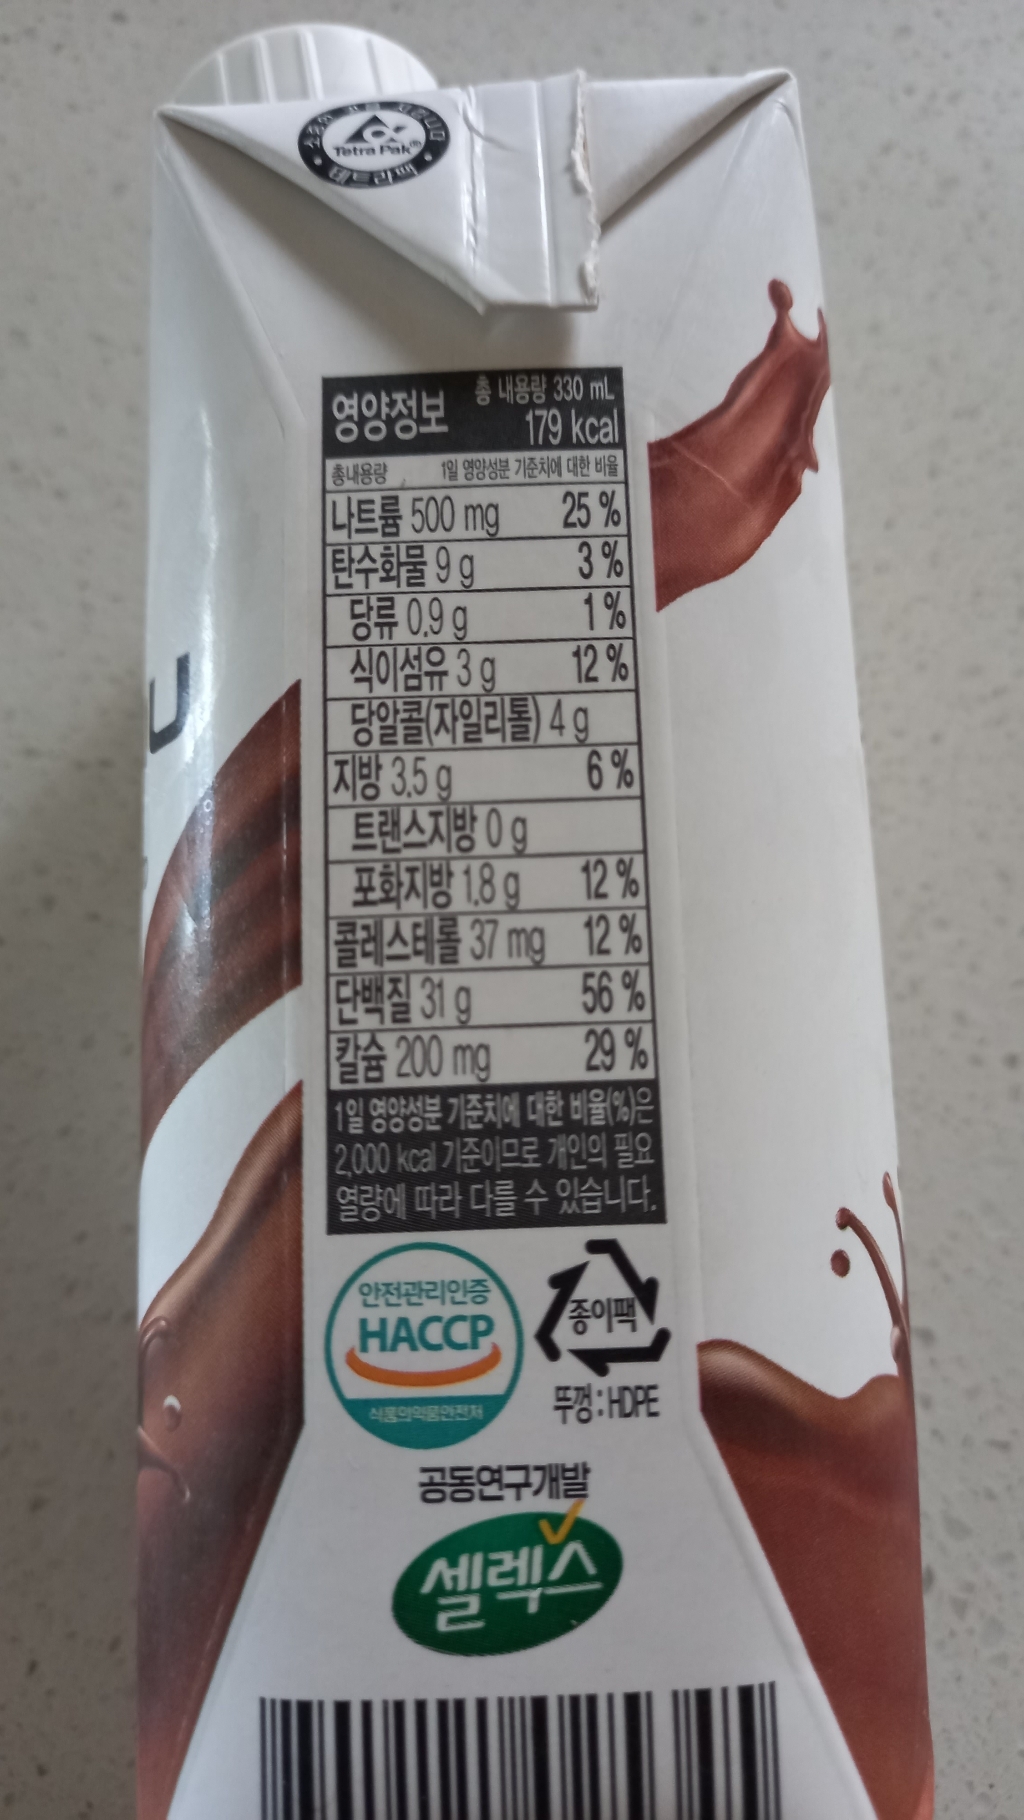 Tetra Pak®
테트라팩
영양정보
총 내용량 330 mL
179 kcal
총내용량 1일 영양성분 기준치에 대한 비율
나트륨 500 mg 25 %
탄수화물 9 g 3 %
당류 0.9 g 1 %
식이섬유 3 g 12 %
당알콜(자일리톨) 4 g
지방 3.5 g 6 %
트랜스지방 0 g
포화지방 1.8 g 12 %
콜레스테롤 37 mg 12 %
단백질 31 g 56 %
칼슘 200 mg 29 %
1일 영양성분 기준치에 대한 비율(%)은
2,000 kcal 기준이므로 개인의 필요
열량에 따라 다를 수 있습니다.
안전관리인증
HACCP
식품의약품안전처
종이팩
뚜껑 : HDPE
공동연구개발
셀렉스
U